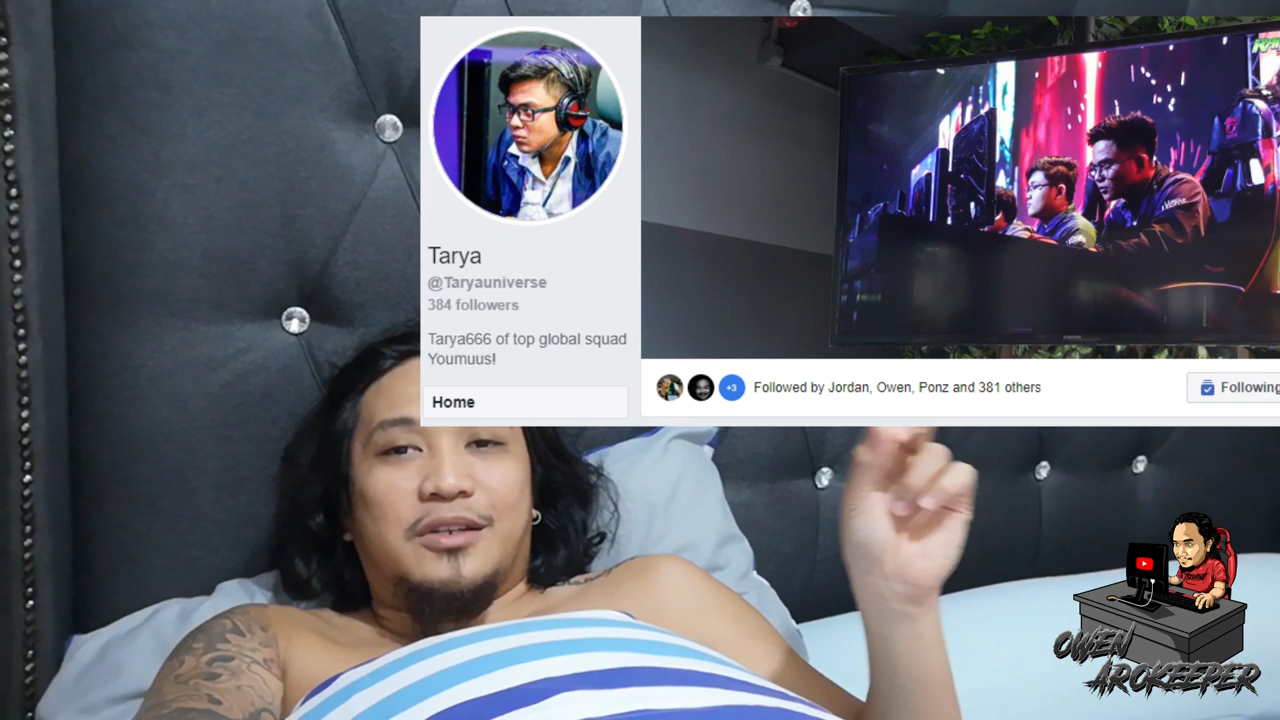 Tarya
@Taryauniverse
384 followers
Tarya666 of top global squad
Youmuus!
Home
+3
Followed by Jordan, Owen, Ponz and 381 others
Following
OWEN
AROKEEPER